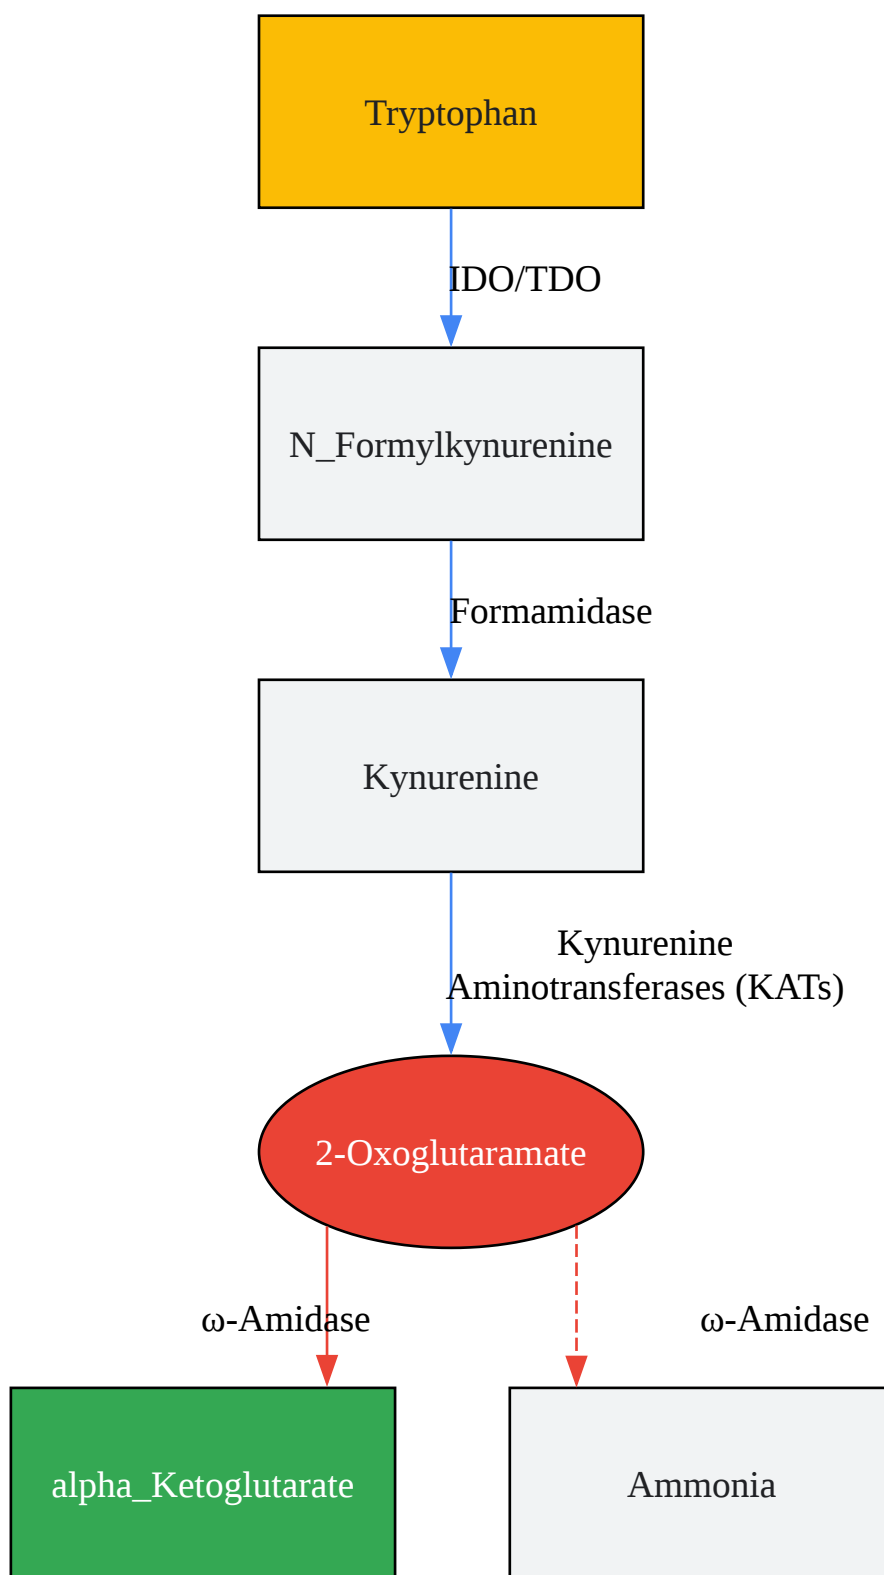 Tryptophan
IDO/TDO
N_Formylkynurenine
Formamidase
Kynurenine
Kynurenine
Aminotransferases (KATs)
2-Oxoglutaramate
ω-Amidase
ω-Amidase
alpha_Ketoglutarate
Ammonia